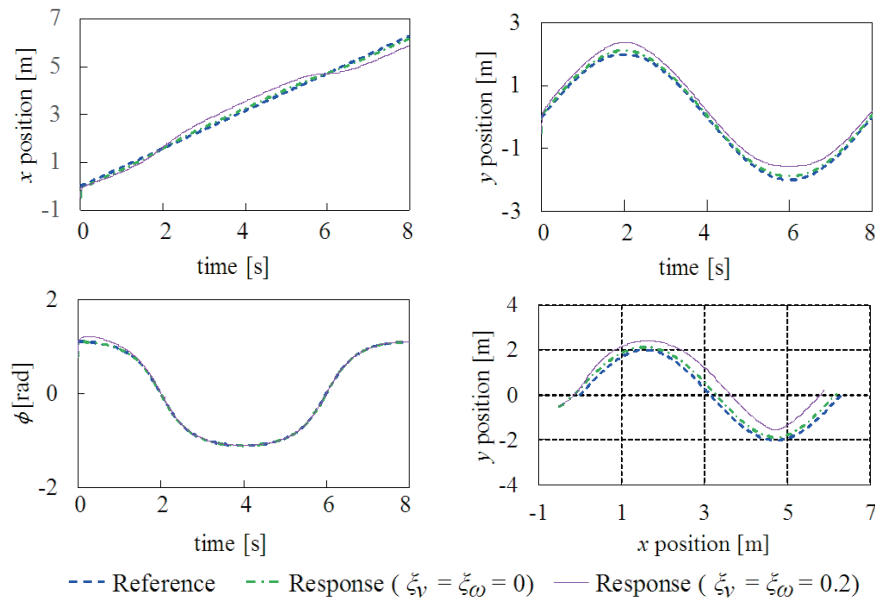 7
5
3
1
-1
x position [m]
0 2 4 6 8
time [s]
3
1
-1
-3
y position [m]
0 2 4 6 8
time [s]
2
0
-2
ϕ [rad]
0 2 4 6 8
time [s]
4
2
0
-2
-4
y position [m]
-1 1 3 5 7
x position [m]
Reference Response ( ξv = ξω = 0) Response ( ξv = ξω = 0.2)